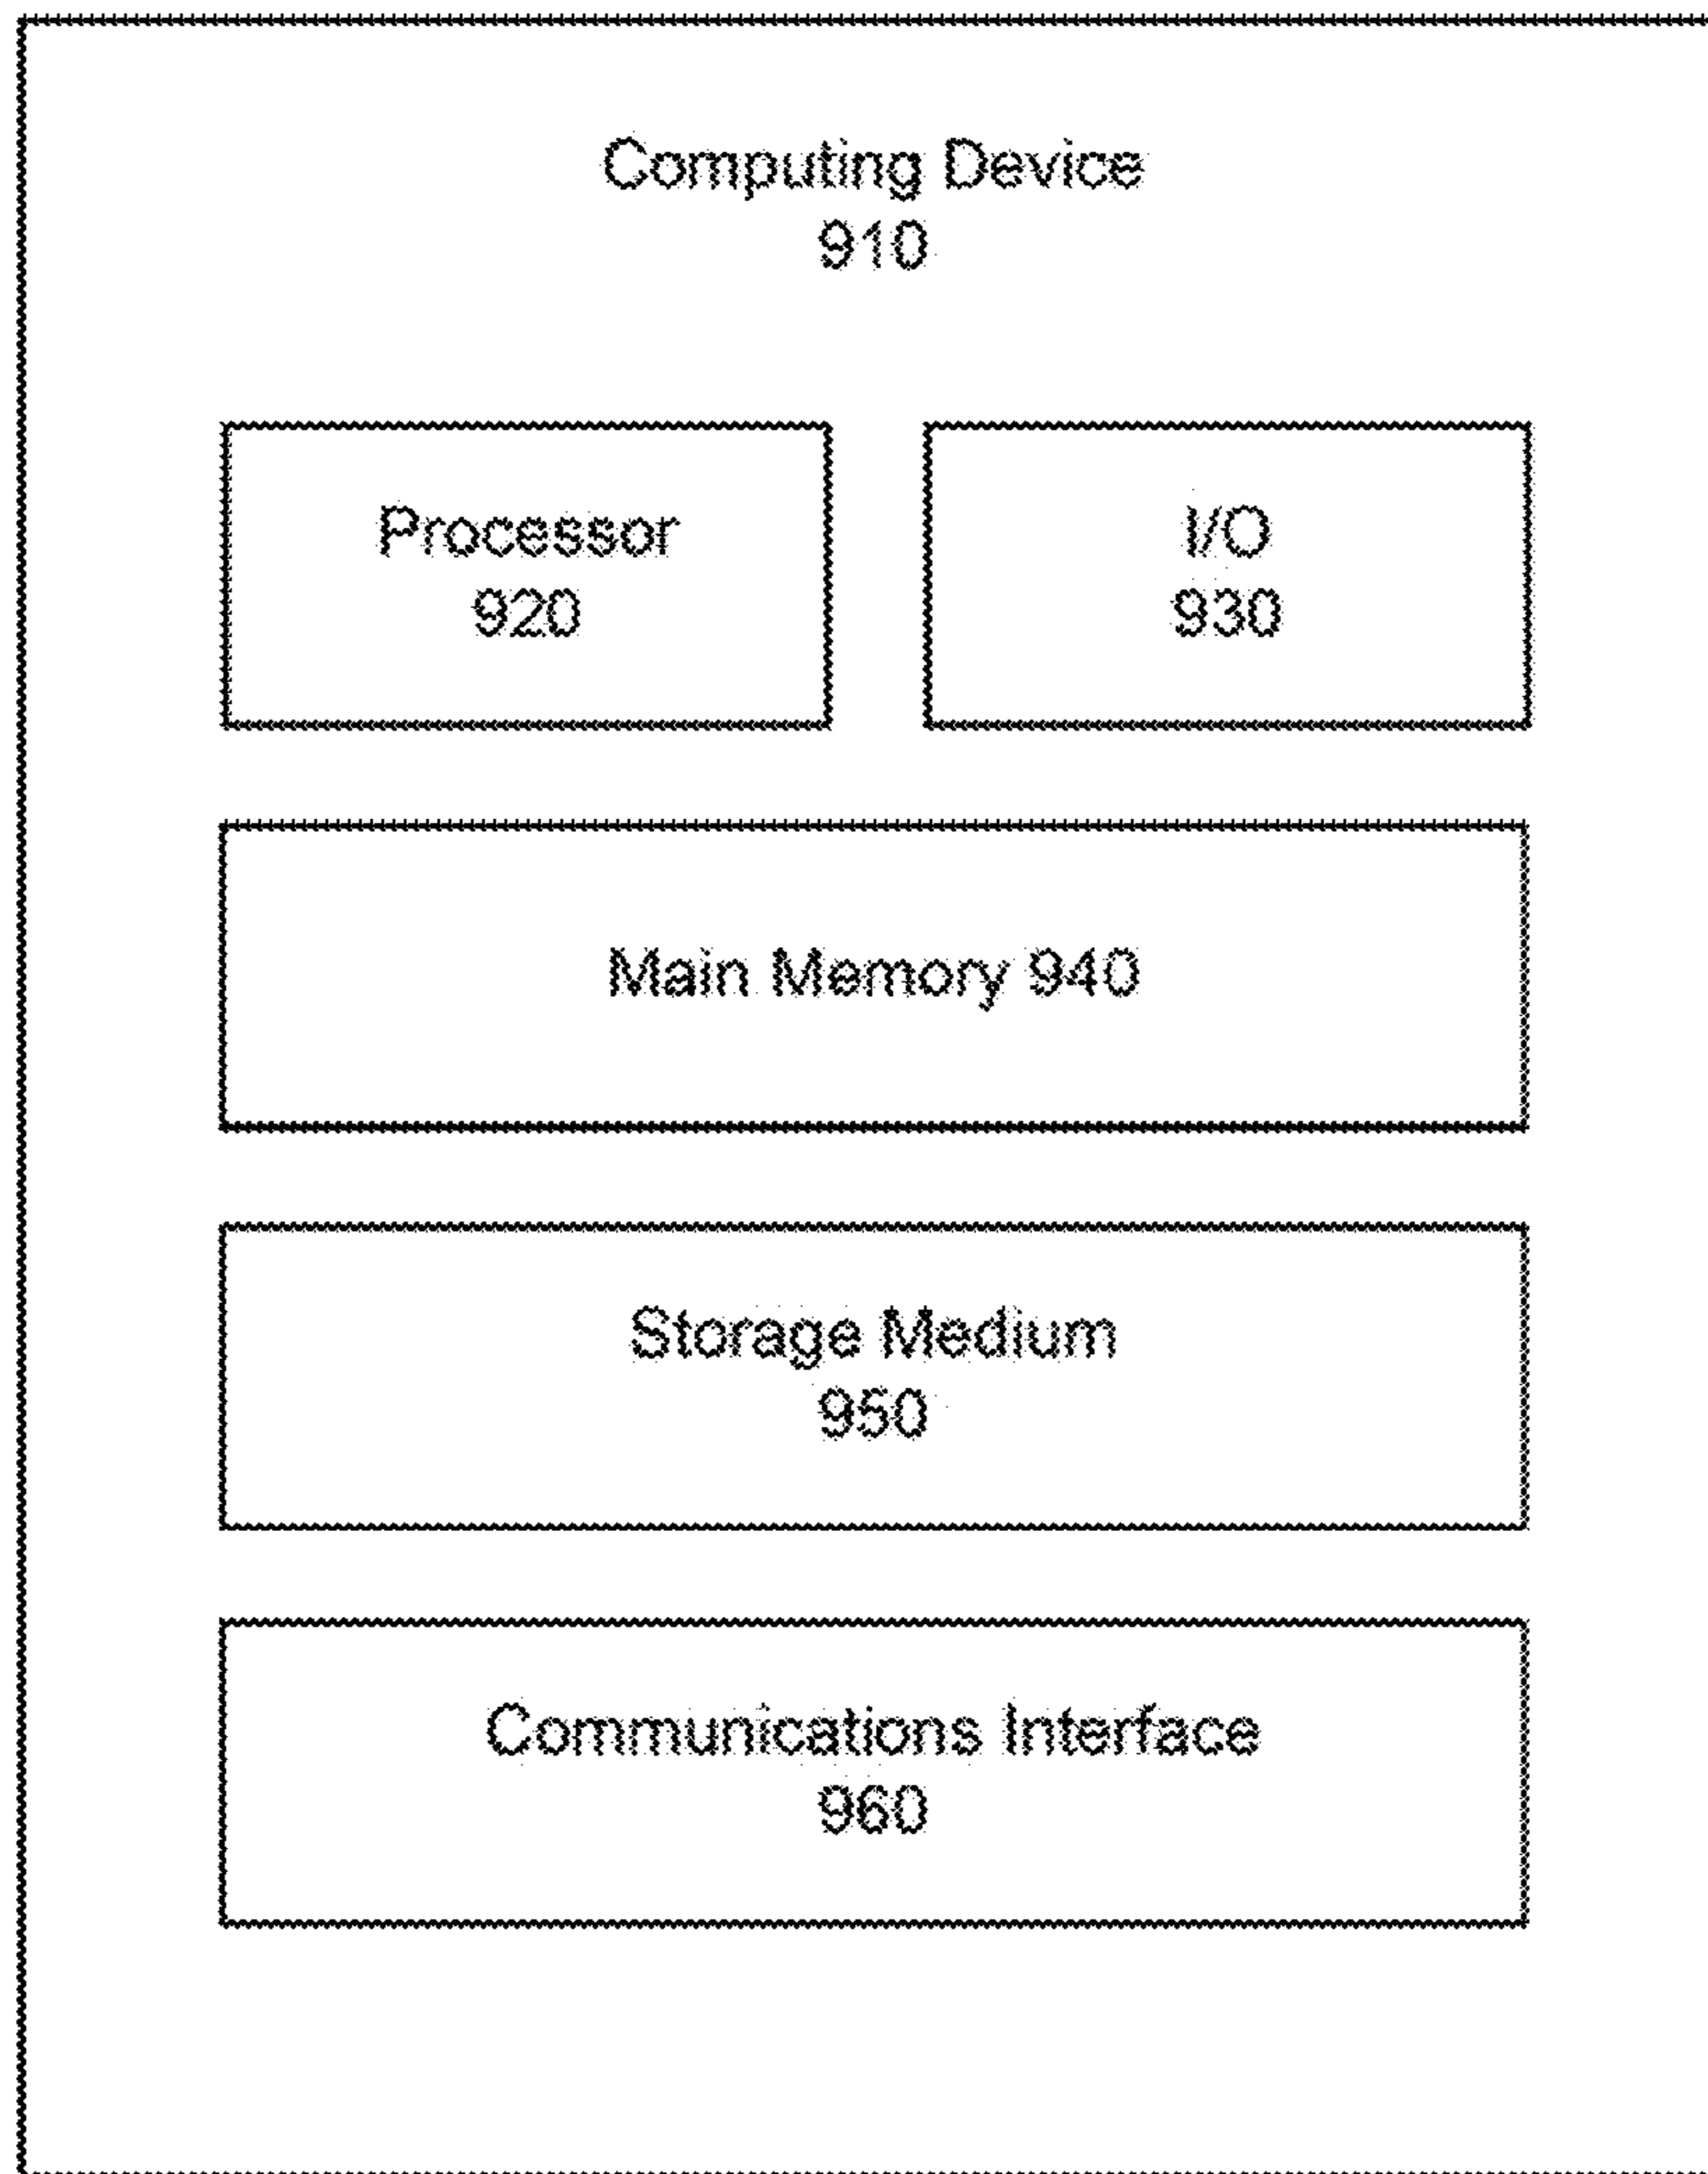 Computing Device
910
Processor
920
I/O
930
Main Memory 940
Storage Medium
950
Communications Interface
960